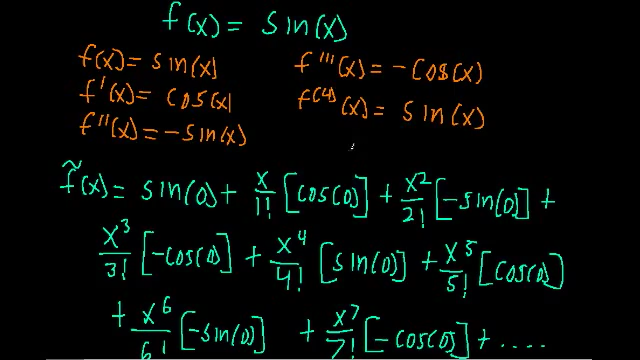 f(x) = sin(x)
f(x) = sin(x)
f'(x) = cos(x)
f''(x) = -sin(x)
f'''(x) = -cos(x)
f⁽⁴⁾(x) = sin(x)
f̃(x) = sin(0) + x/1! [cos(0)] + x²/2! [-sin(0)] +
x³/3! [-cos(0)] + x⁴/4! [sin(0)] + x⁵/5! [cos(0)]
+ x⁶/6! [-sin(0)] + x⁷/7! [-cos(0)] + ....